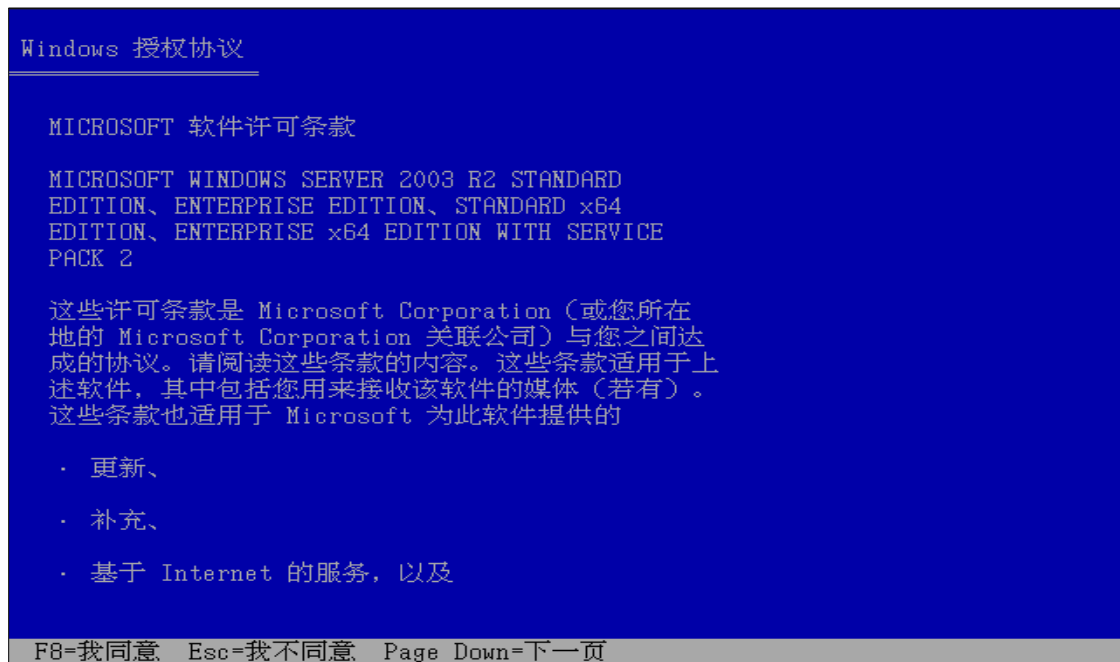 Windows 授权协议
MICROSOFT 软件许可条款
MICROSOFT WINDOWS SERVER 2003 R2 STANDARD
EDITION、ENTERPRISE EDITION、STANDARD x64
EDITION、ENTERPRISE x64 EDITION WITH SERVICE
PACK 2
这些许可条款是 Microsoft Corporation（或您所在
地的 Microsoft Corporation 关联公司）与您之间达
成的协议。请阅读这些条款的内容。这些条款适用于上
述软件，其中包括您用来接收该软件的媒体（若有）。
这些条款也适用于 Microsoft 为此软件提供的
· 更新、
· 补充、
· 基于 Internet 的服务，以及
F8=我同意 Esc=我不同意 Page Down=下一页